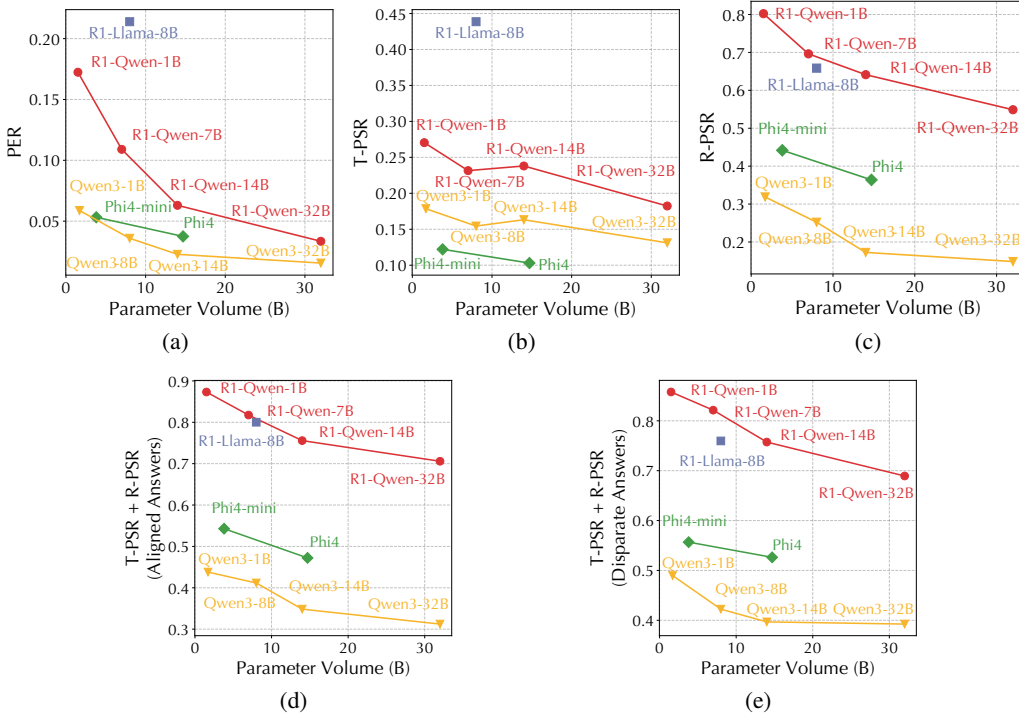 PER
0.20
0.15
0.10
0.05
R1-Llama-8B
R1-Qwen-1B
R1-Qwen-7B
R1-Qwen-14B
R1-Qwen-32B
Qwen3-1B
Phi4-mini
Phi4
Qwen3-8B
Qwen3-14B
Qwen3-32B
0 10 20 30
Parameter Volume (B)
(a)
T-PSR
0.45
0.40
0.35
0.30
0.25
0.20
0.15
0.10
R1-Llama-8B
R1-Qwen-1B
R1-Qwen-14B
R1-Qwen-7B
R1-Qwen-32B
Qwen3-1B
Qwen3-14B
Qwen3-8B
Qwen3-32B
Phi4-mini
Phi4
0 10 20 30
Parameter Volume (B)
(b)
R-PSR
0.8
0.7
0.6
0.5
0.4
0.3
0.2
R1-Qwen-1B
R1-Qwen-7B
R1-Qwen-14B
R1-Llama-8B
R1-Qwen-32B
Phi4-mini
Phi4
Qwen3-1B
Qwen3-8B
Qwen3-14B
Qwen3-32B
0 10 20 30
Parameter Volume (B)
(c)
T-PSR + R-PSR
(Aligned Answers)
0.9
0.8
0.7
0.6
0.5
0.4
0.3
R1-Qwen-1B
R1-Qwen-7B
R1-Qwen-14B
R1-Llama-8B
R1-Qwen-32B
Phi4-mini
Phi4
Qwen3-1B
Qwen3-14B
Qwen3-8B
Qwen3-32B
0 10 20 30
Parameter Volume (B)
(d)
T-PSR + R-PSR
(Disparate Answers)
0.8
0.7
0.6
0.5
0.4
R1-Qwen-1B
R1-Qwen-7B
R1-Qwen-14B
R1-Llama-8B
R1-Qwen-32B
Phi4-mini
Phi4
Qwen3-1B
Qwen3-8B
Qwen3-14B
Qwen3-32B
0 10 20 30
Parameter Volume (B)
(e)